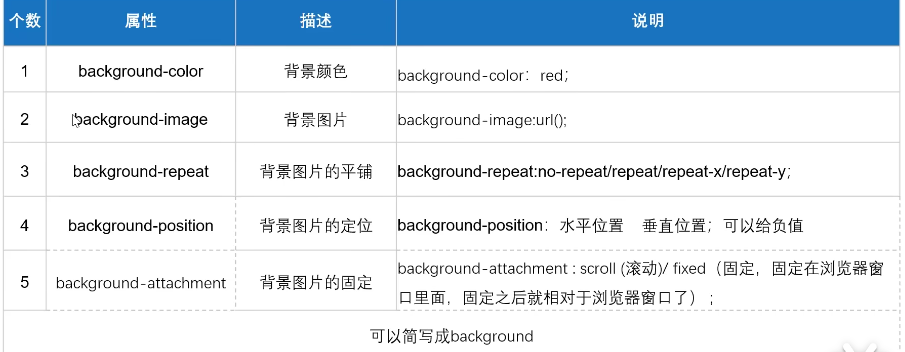 个数 属性 描述 说明
1 background-color 背景颜色 background-color：red；
2 background-image 背景图片 background-image:url();
3 background-repeat 背景图片的平铺 background-repeat:no-repeat/repeat/repeat-x/repeat-y；
4 background-position 背景图片的定位 background-position：水平位置 垂直位置；可以给负值
5 background-attachment 背景图片的固定 background-attachment : scroll (滚动)/ fixed（固定，固定在浏览器窗
口里面，固定之后就相对于浏览器窗口了）;
可以简写成background